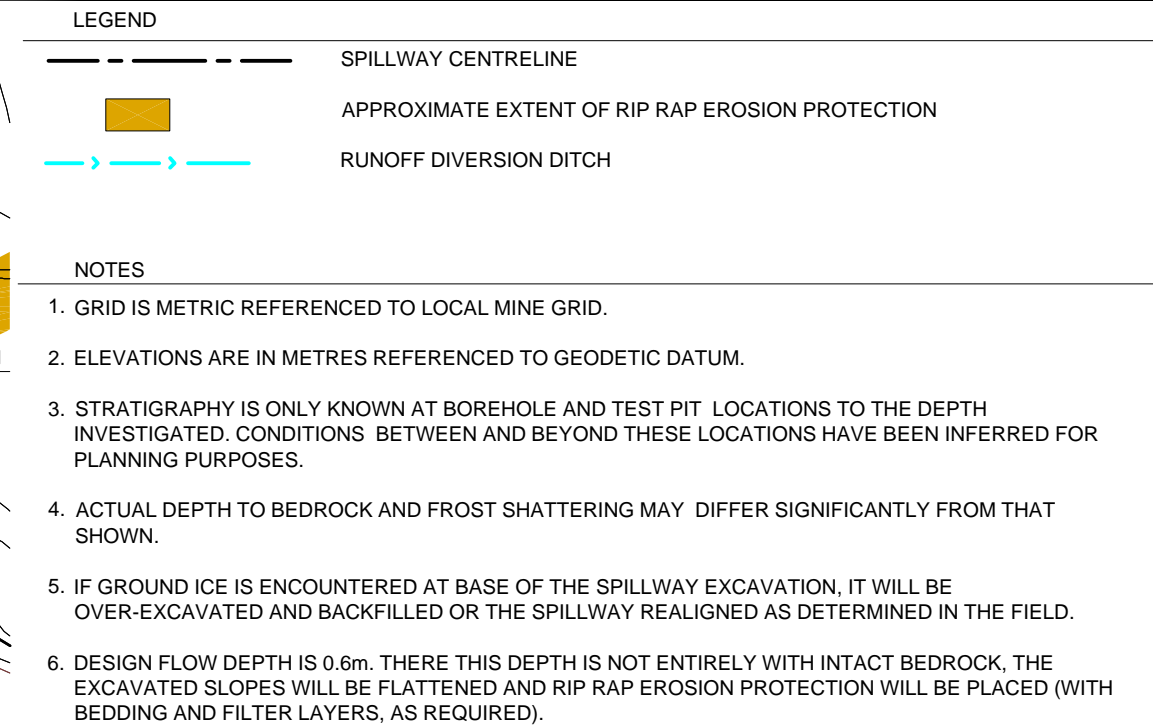 LEGEND
SPILLWAY CENTRELINE
APPROXIMATE EXTENT OF RIP RAP EROSION PROTECTION
RUNOFF DIVERSION DITCH
NOTES
1. GRID IS METRIC REFERENCED TO LOCAL MINE GRID.
2. ELEVATIONS ARE IN METRES REFERENCED TO GEODETIC DATUM.
3. STRATIGRAPHY IS ONLY KNOWN AT BOREHOLE AND TEST PIT LOCATIONS TO THE DEPTH
INVESTIGATED. CONDITIONS BETWEEN AND BEYOND THESE LOCATIONS HAVE BEEN INFERRED FOR
PLANNING PURPOSES.
4. ACTUAL DEPTH TO BEDROCK AND FROST SHATTERING MAY DIFFER SIGNIFICANTLY FROM THAT
SHOWN.
5. IF GROUND ICE IS ENCOUNTERED AT BASE OF THE SPILLWAY EXCAVATION, IT WILL BE
OVER-EXCAVATED AND BACKFILLED OR THE SPILLWAY REALIGNED AS DETERMINED IN THE FIELD.
6. DESIGN FLOW DEPTH IS 0.6m. THERE THIS DEPTH IS NOT ENTIRELY WITH INTACT BEDROCK, THE
EXCAVATED SLOPES WILL BE FLATTENED AND RIP RAP EROSION PROTECTION WILL BE PLACED (WITH
BEDDING AND FILTER LAYERS, AS REQUIRED).